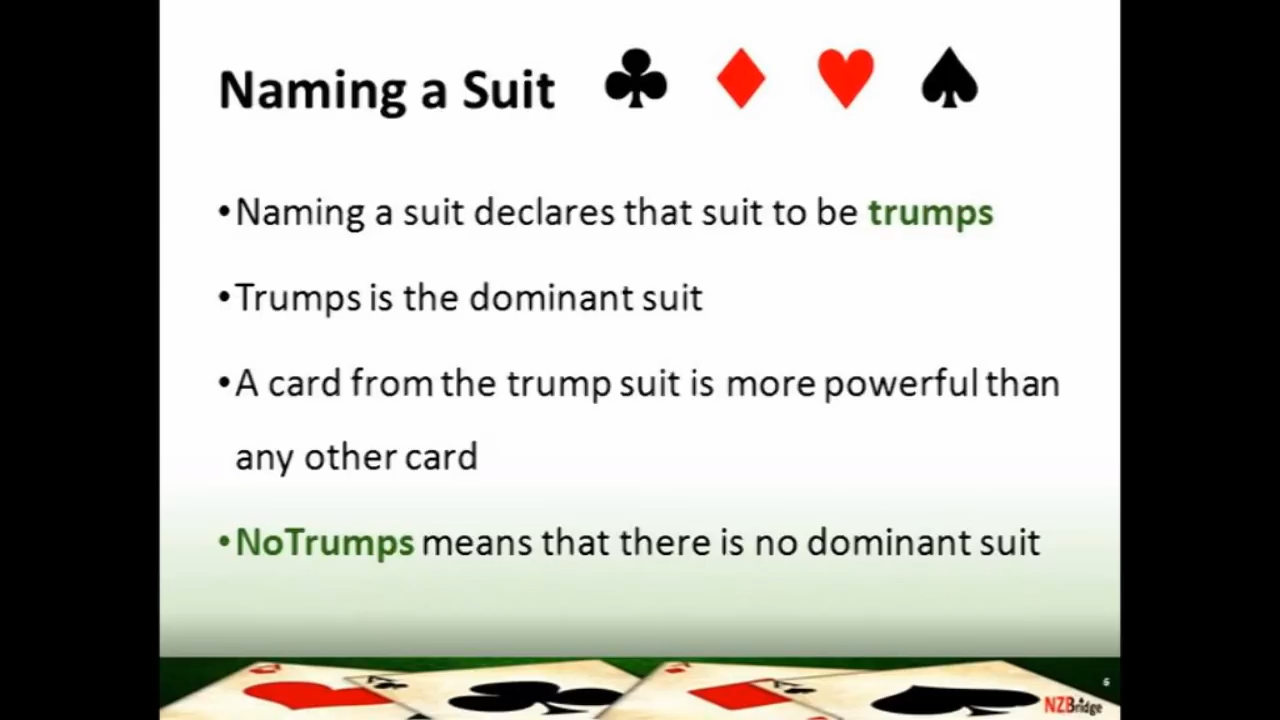 Naming a Suit ♣ ♦ ♥ ♠
•Naming a suit declares that suit to be trumps
•Trumps is the dominant suit
•A card from the trump suit is more powerful than
any other card
•NoTrumps means that there is no dominant suit
6
NZBridge